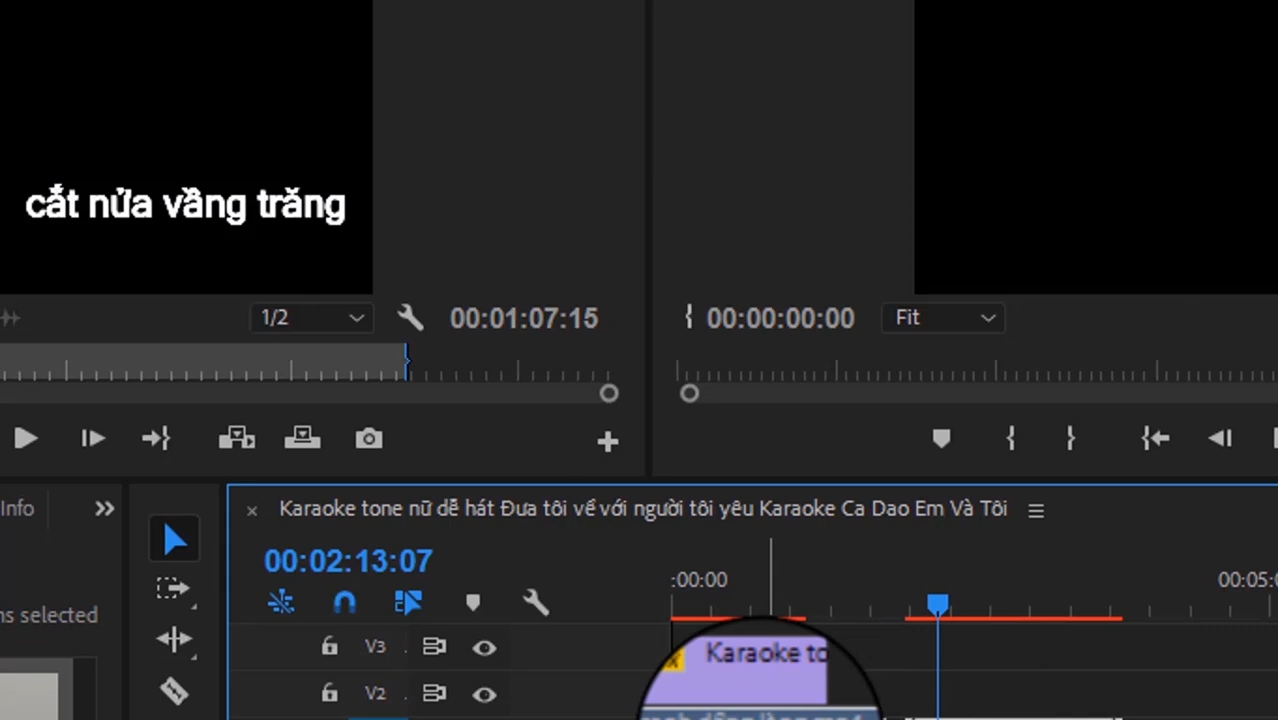 cắt nửa vầng trăng
1/2
00:01:07:15
00:00:00:00
Fit
Info
Karaoke tone nữ dễ hát Đưa tôi về với người tôi yêu Karaoke Ca Dao Em Và Tôi
00:02:13:07
:00:00
00:05:0
ns selected
V3
Karaoke to
V2